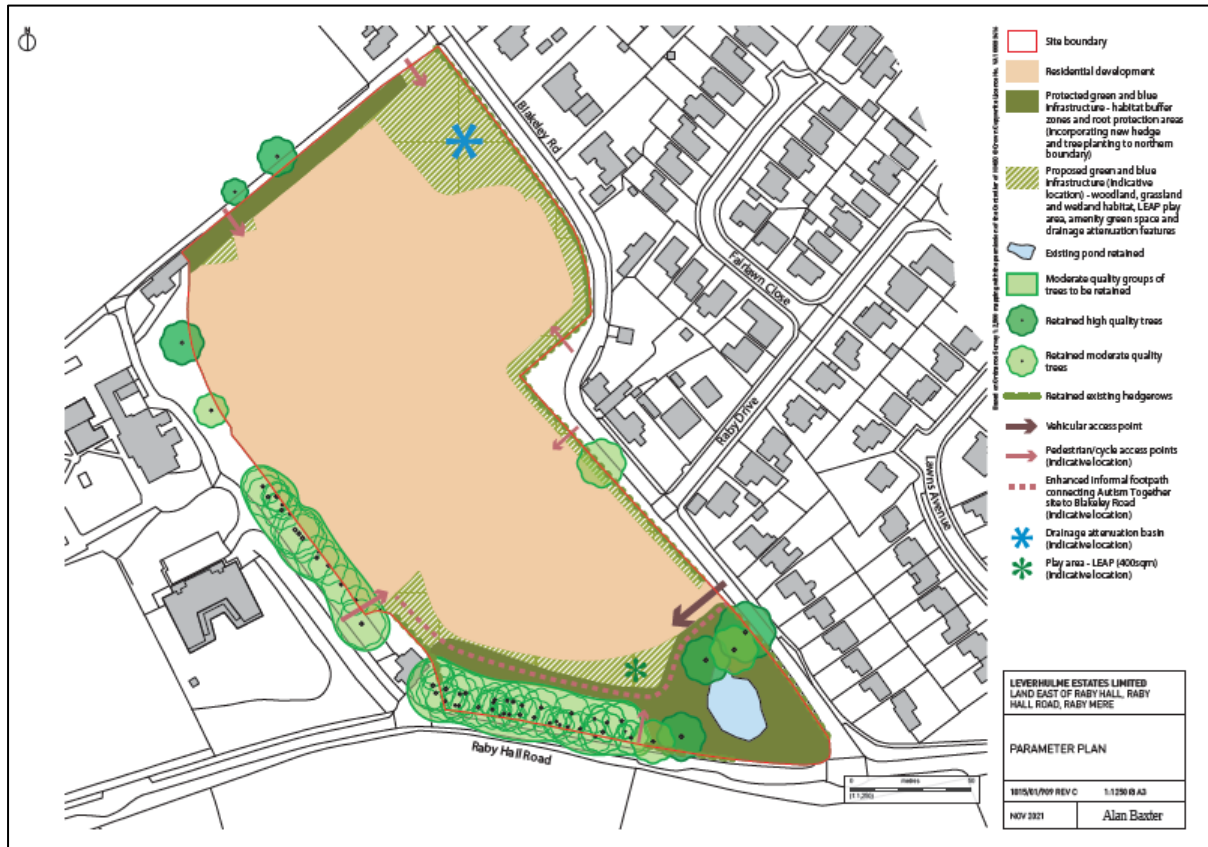 N
Blakeley Rd
Fairlawn Close
Raby Drive
Lawns Avenue
Raby Hall Road
0 metres 50
(1:1,250)
Site boundary
Residential development
Protected green and blue
infrastructure - habitat buffer
zones and root protection areas
(incorporating new hedge
and tree planting to northern
boundary)
Proposed green and blue
infrastructure (indicative
location) - woodland, grassland
and wetland habitat, LEAP play
area, amenity green space and
drainage attenuation features
Existing pond retained
Moderate quality groups of
trees to be retained
Retained high quality trees
Retained moderate quality
trees
Retained existing hedgerows
Vehicular access point
Pedestrian/cycle access points
(indicative location)
Enhanced informal footpath
connecting Autism Together
site to Blakeley Road
(indicative location)
Drainage attenuation basin
(indicative location)
Play area - LEAP (400sqm)
(indicative location)
LEVERHULME ESTATES LIMITED
LAND EAST OF RABY HALL, RABY
HALL ROAD, RABY MERE
PARAMETER PLAN
1815/01/909 REV C 1:1250 @ A3
NOV 2021 Alan Baxter